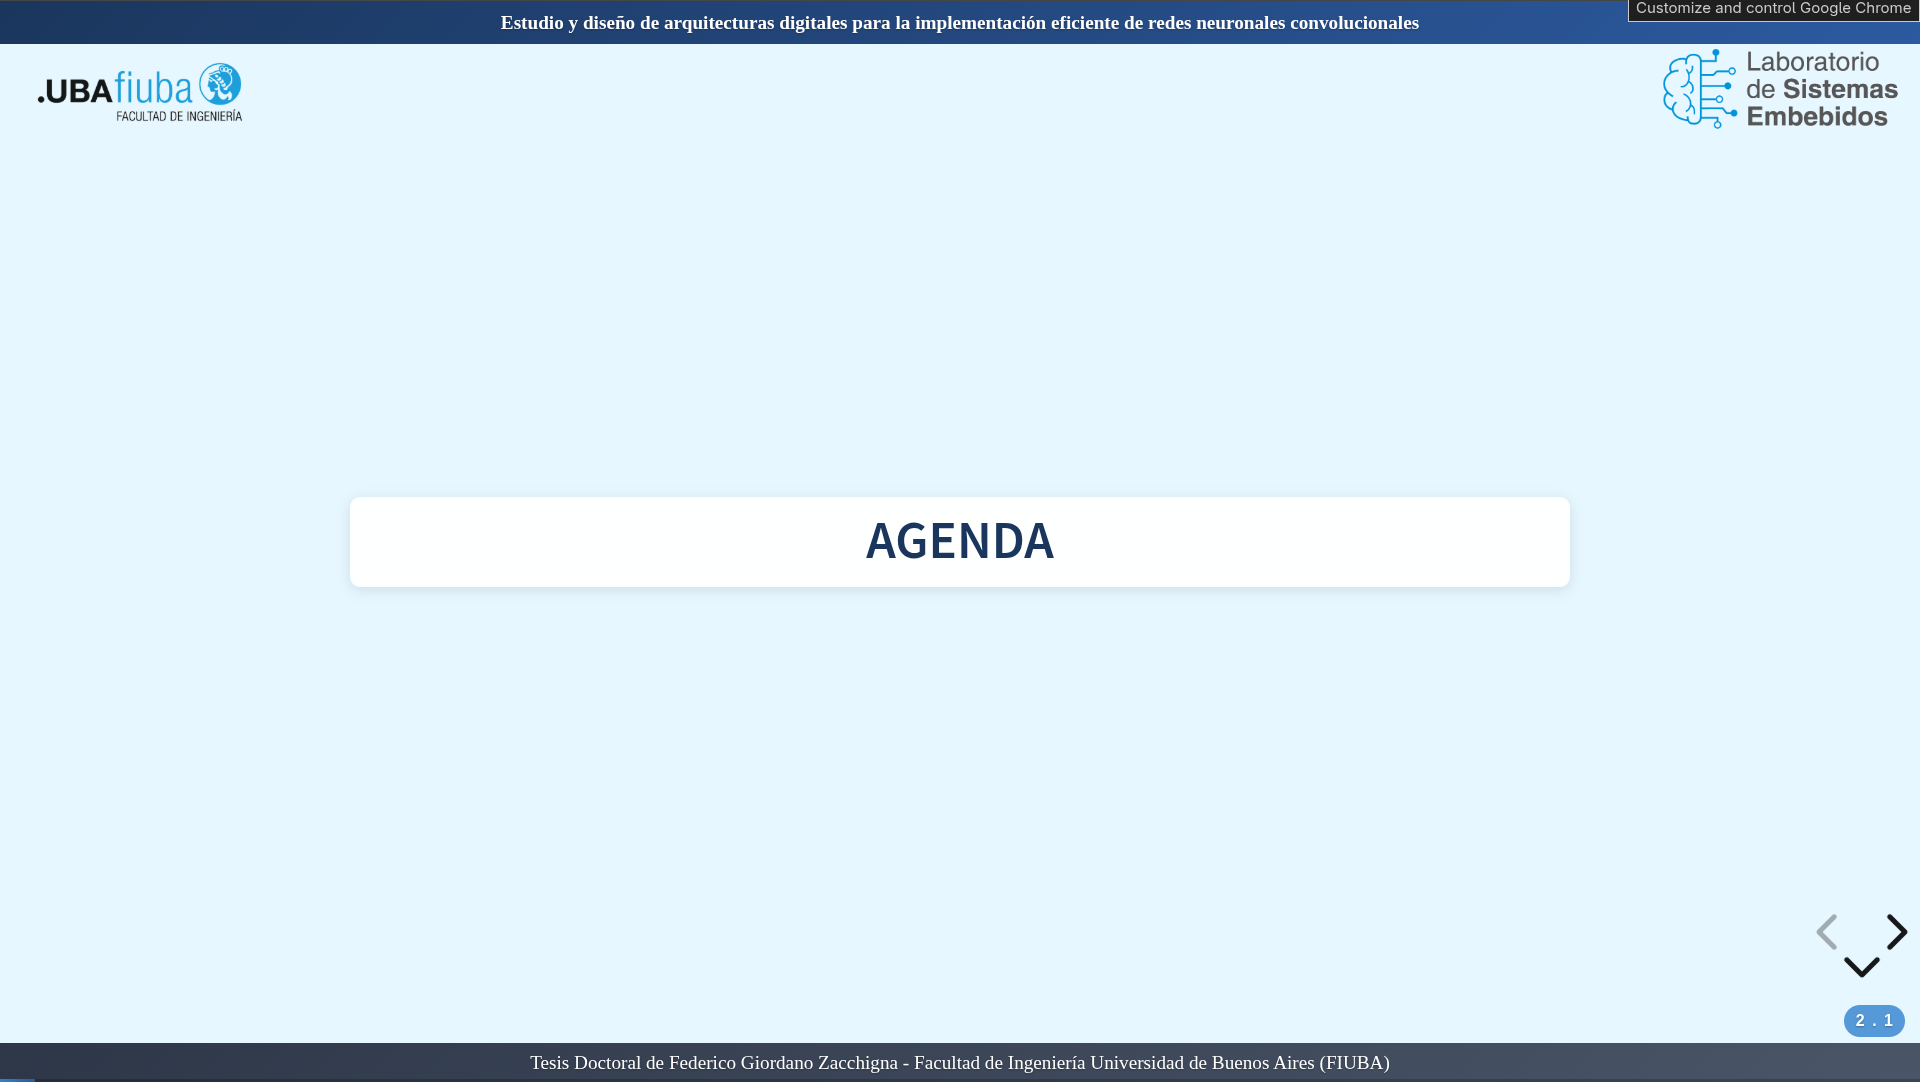 Estudio y diseño de arquitecturas digitales para la implementación eficiente de redes neuronales convolucionales
Customize and control Google Chrome
.UBAfiuba
FACULTAD DE INGENIERÍA
Laboratorio
de Sistemas
Embebidos
AGENDA
2 . 1
Tesis Doctoral de Federico Giordano Zacchigna - Facultad de Ingeniería Universidad de Buenos Aires (FIUBA)